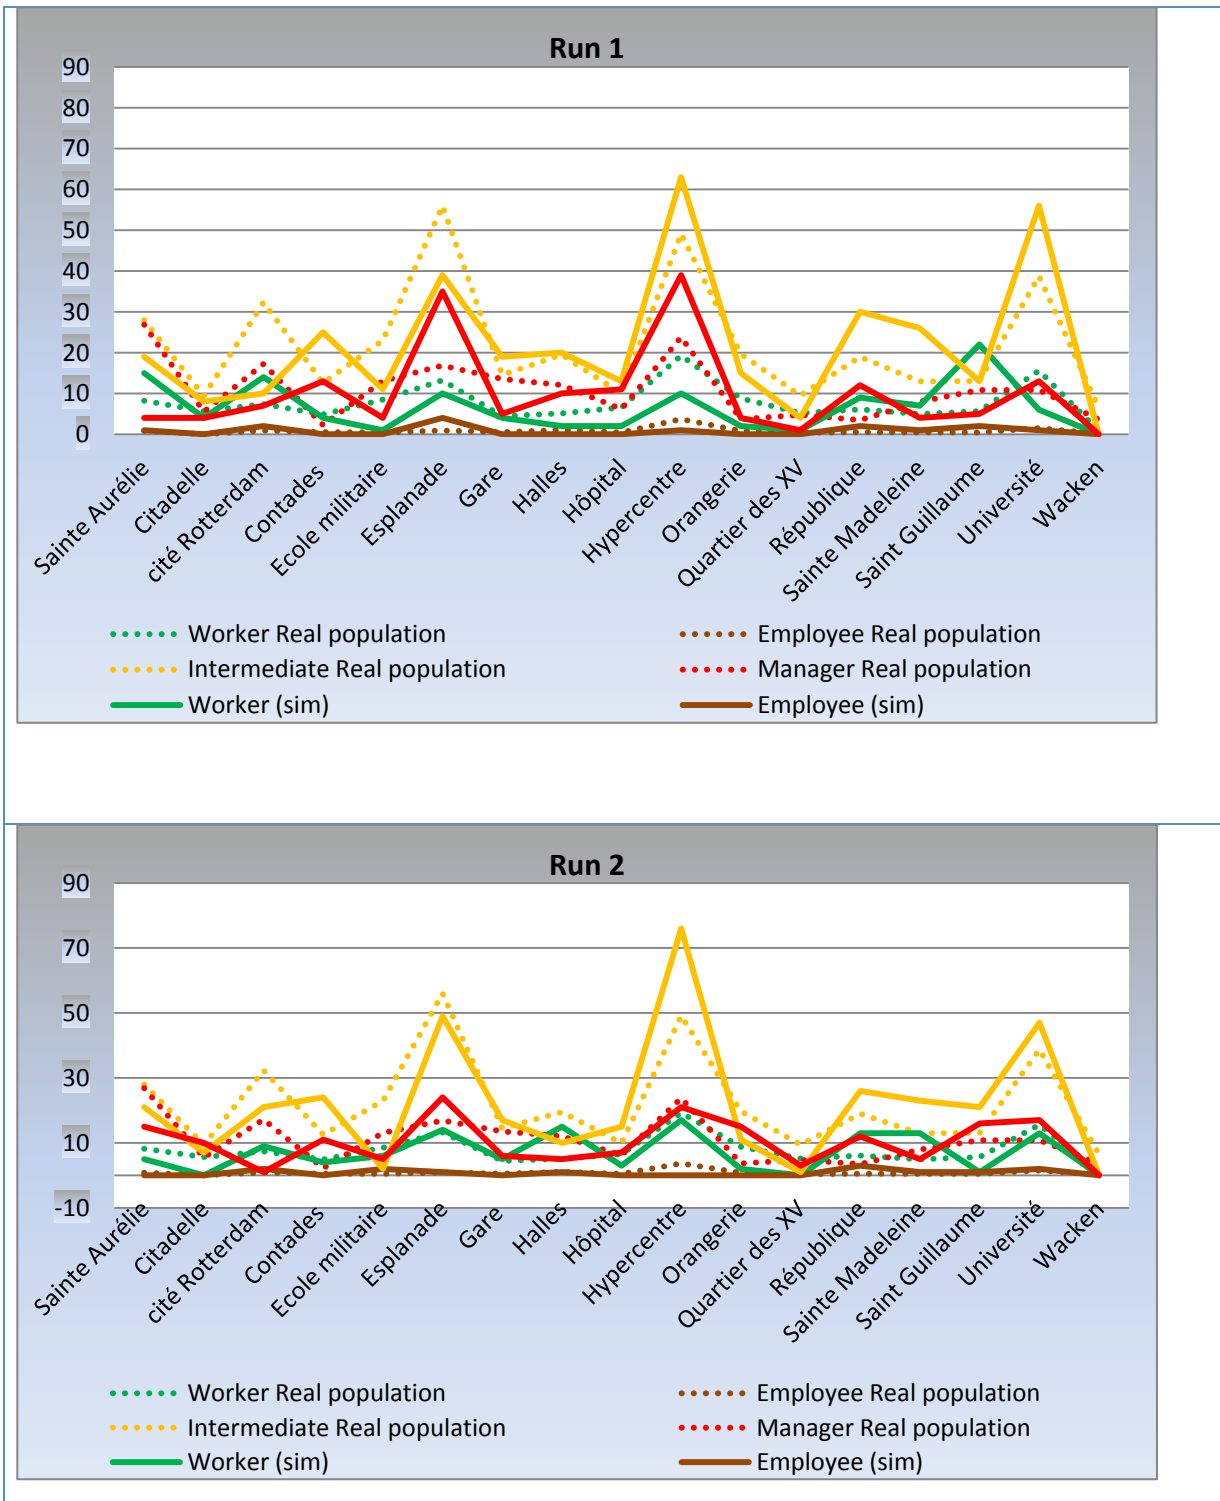 Run 1
90
80
70
60
50
40
30
20
10
0
Sainte Aurélie
Citadelle
cité Rotterdam
Contades
Ecole militaire
Esplanade
Gare
Halles
Hôpital
Hypercentre
Orangerie
Quartier des XV
République
Sainte Madeleine
Saint Guillaume
Université
Wacken
Worker Real population
Employee Real population
Intermediate Real population
Manager Real population
Worker (sim)
Employee (sim)
Run 2
90
70
50
30
10
-10
Sainte Aurélie
Citadelle
cité Rotterdam
Contades
Ecole militaire
Esplanade
Gare
Halles
Hôpital
Hypercentre
Orangerie
Quartier des XV
République
Sainte Madeleine
Saint Guillaume
Université
Wacken
Worker Real population
Employee Real population
Intermediate Real population
Manager Real population
Worker (sim)
Employee (sim)